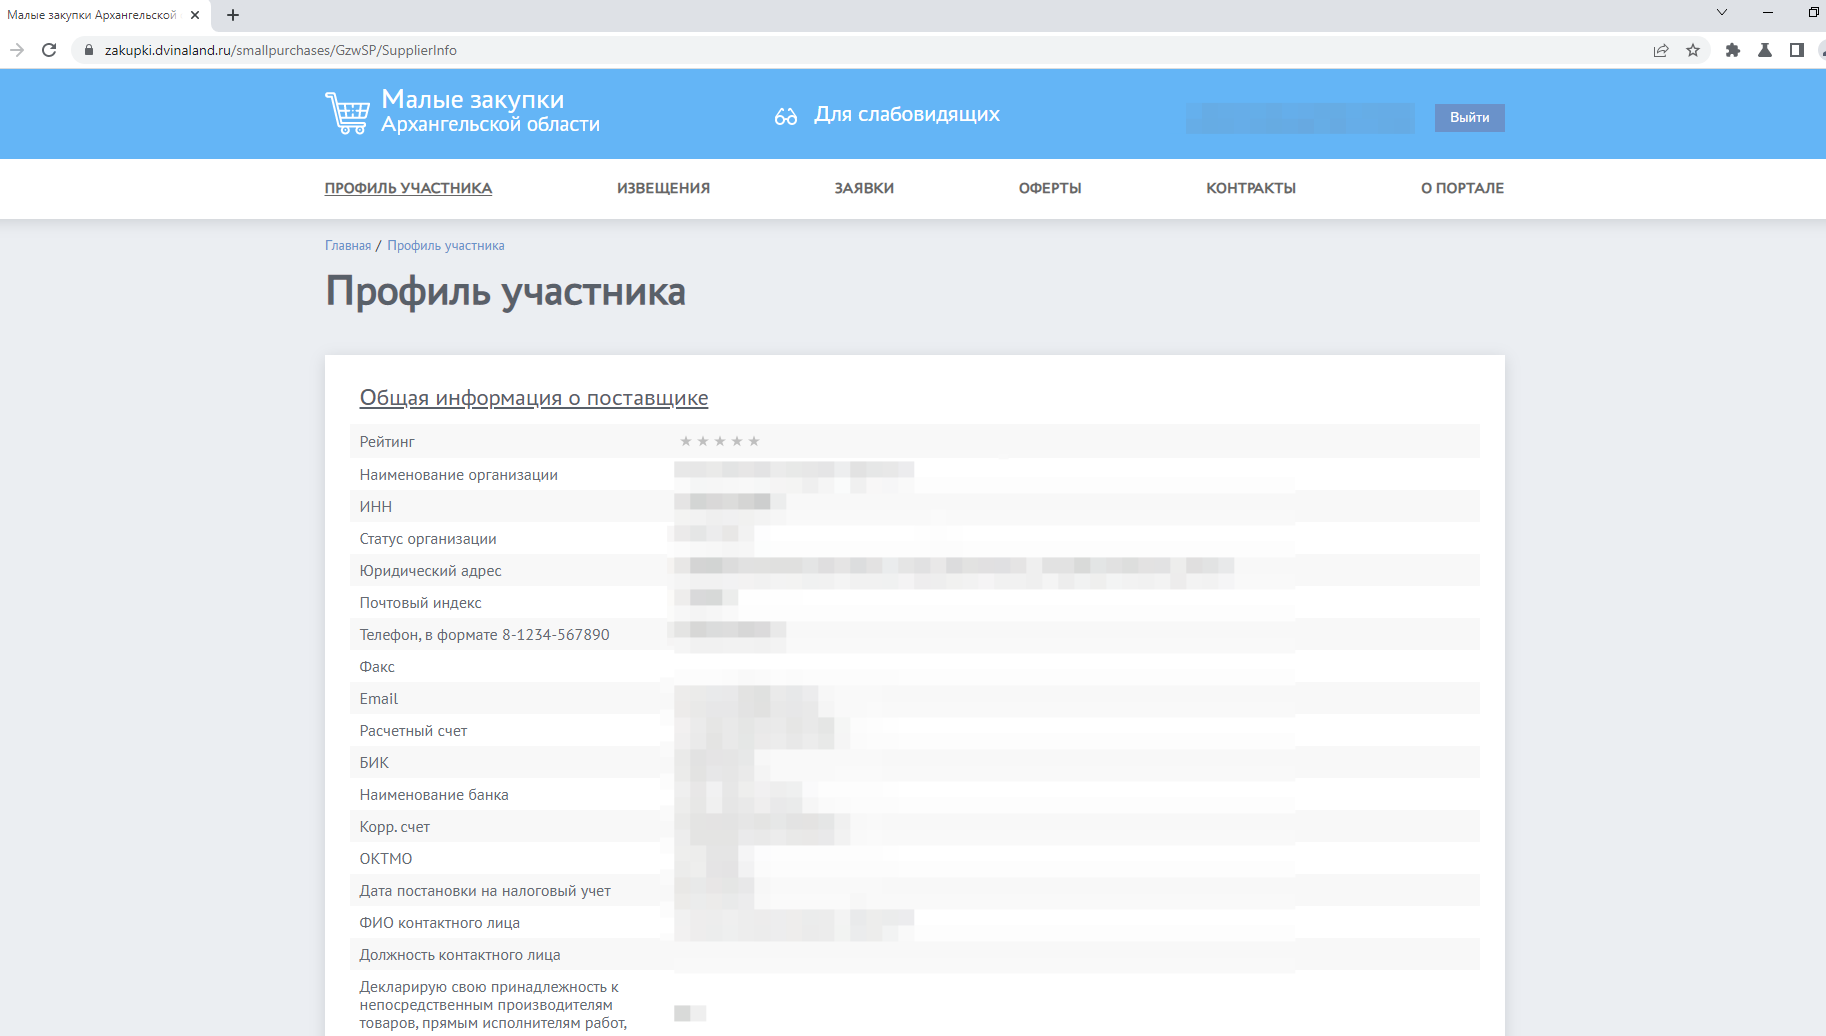 Малые закупки Архангельской
zakupki.dvinaland.ru/smallpurchases/GzwSP/SupplierInfo
Малые закупки
Архангельской области
Для слабовидящих
Выйти
ПРОФИЛЬ УЧАСТНИКА
ИЗВЕЩЕНИЯ
ЗАЯВКИ
ОФЕРТЫ
КОНТРАКТЫ
О ПОРТАЛЕ
Главная / Профиль участника
Профиль участника
Общая информация о поставщике
Рейтинг
Наименование организации
ИНН
Статус организации
Юридический адрес
Почтовый индекс
Телефон, в формате 8-1234-567890
Факс
Email
Расчетный счет
БИК
Наименование банка
Корр. счет
ОКТМО
Дата постановки на налоговый учет
ФИО контактного лица
Должность контактного лица
Декларирую свою принадлежность к
непосредственным производителям
товаров, прямым исполнителям работ,